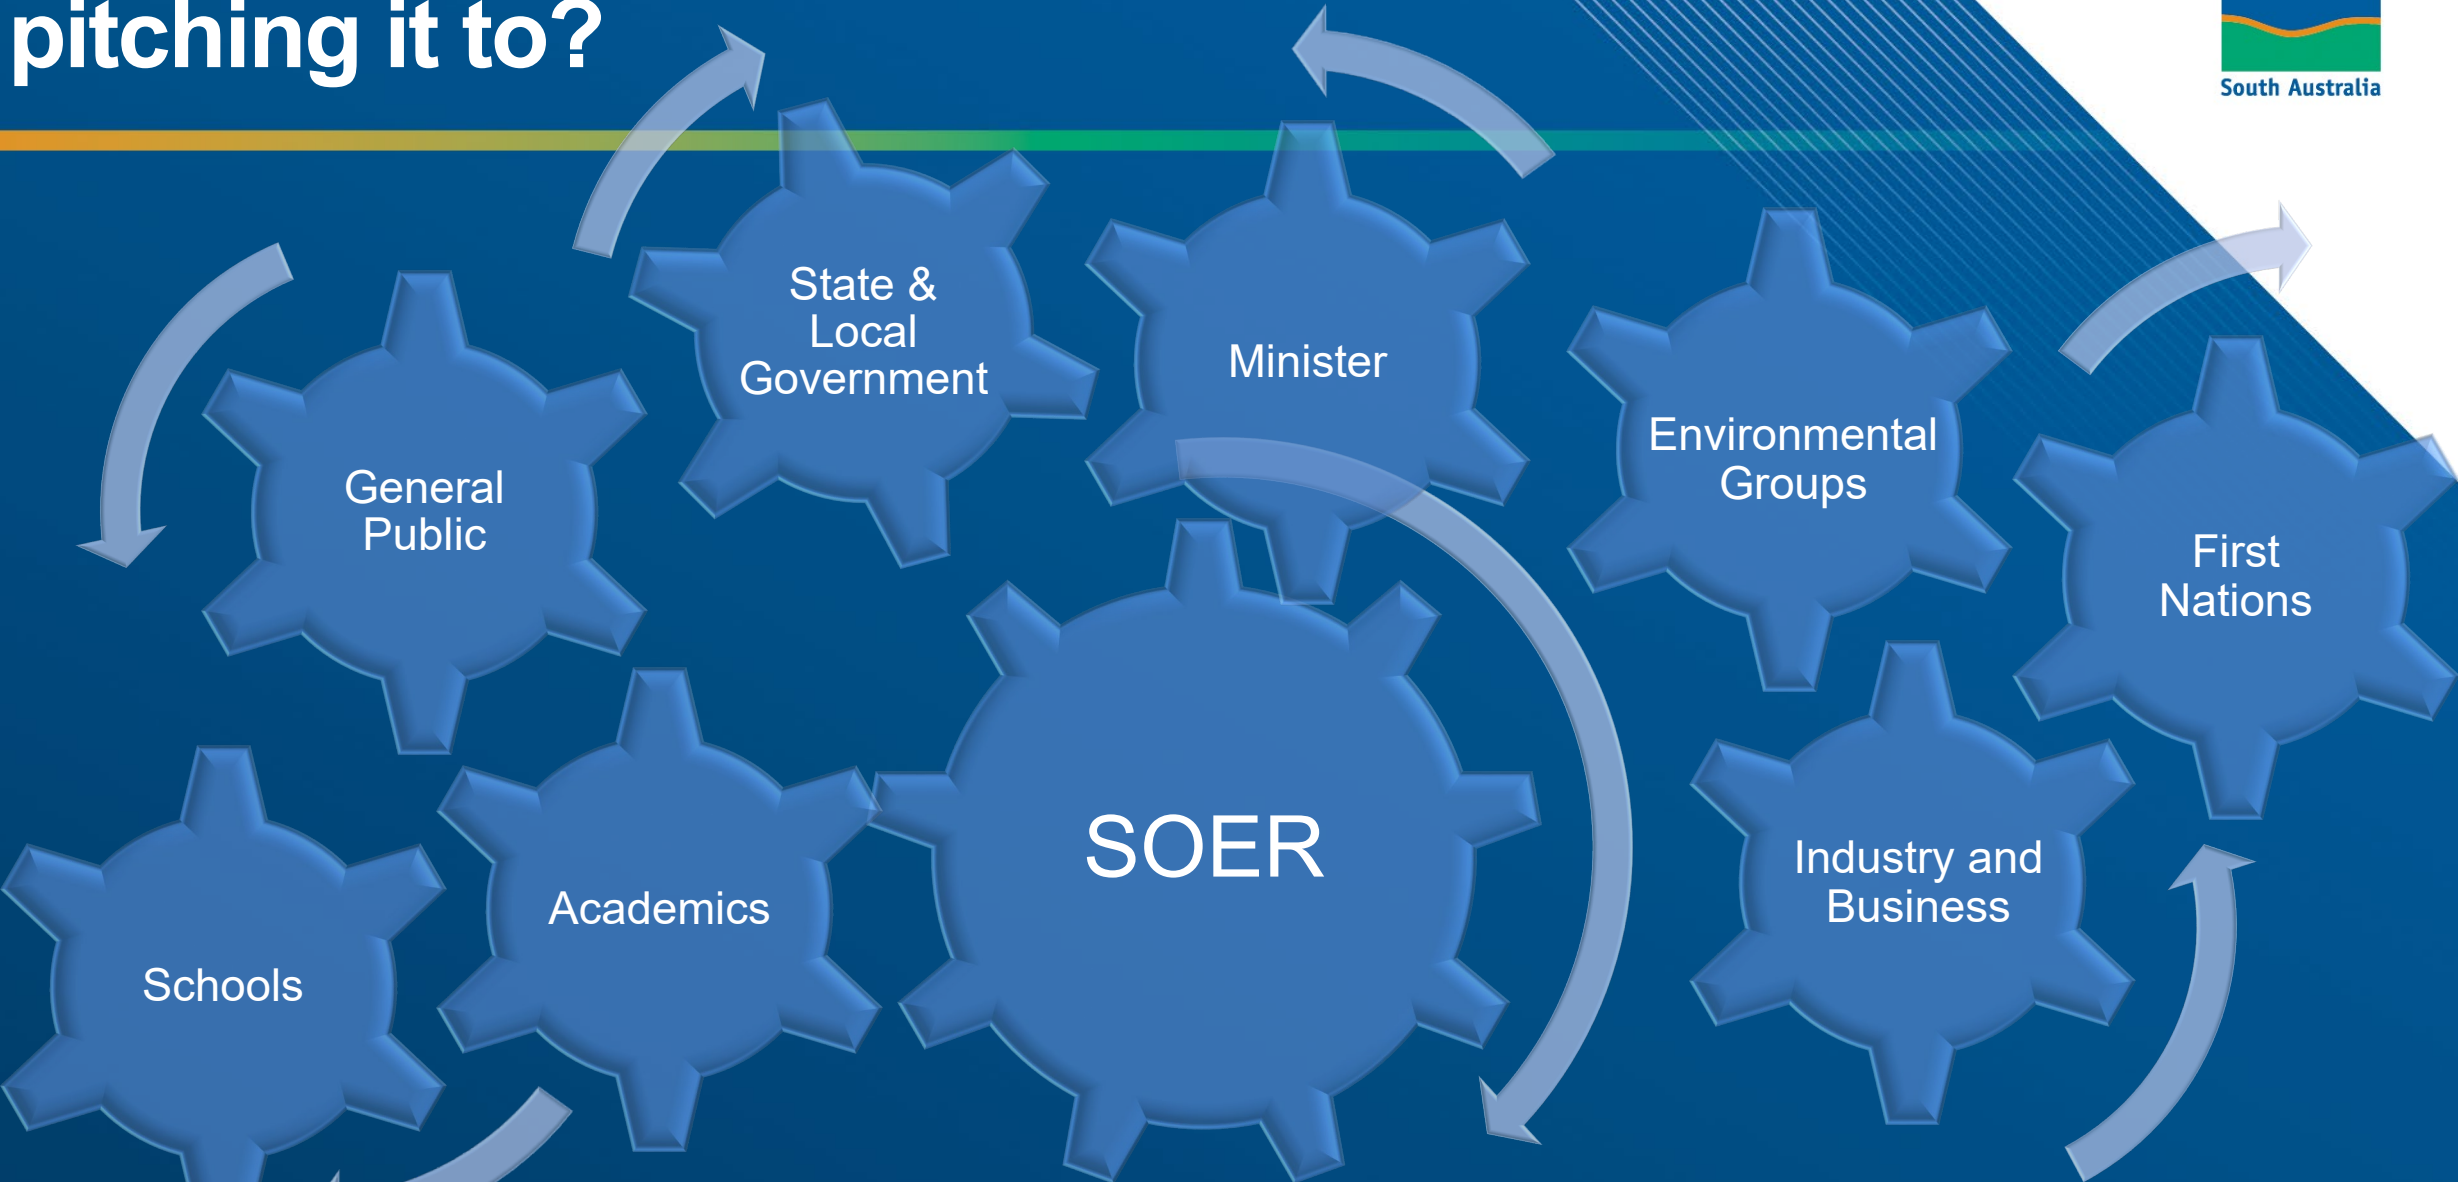 pitching it to?
South Australia
State &
Local
Government
Minister
Environmental
Groups
General
Public
First
Nations
SOER
Industry and
Business
Academics
Schools